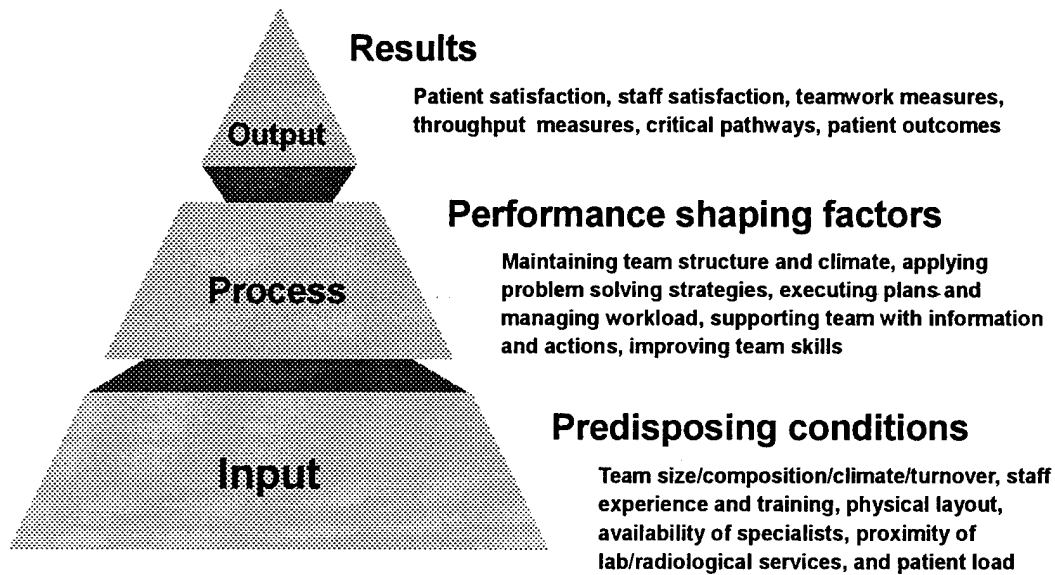 Results
Patient satisfaction, staff satisfaction, teamwork measures,
throughput measures, critical pathways, patient outcomes
Output
Performance shaping factors
Maintaining team structure and climate, applying
problem solving strategies, executing plans and
managing workload, supporting team with information
and actions, improving team skills
Process
Predisposing conditions
Team size/composition/climate/turnover, staff
experience and training, physical layout,
availability of specialists, proximity of
lab/radiological services, and patient load
Input